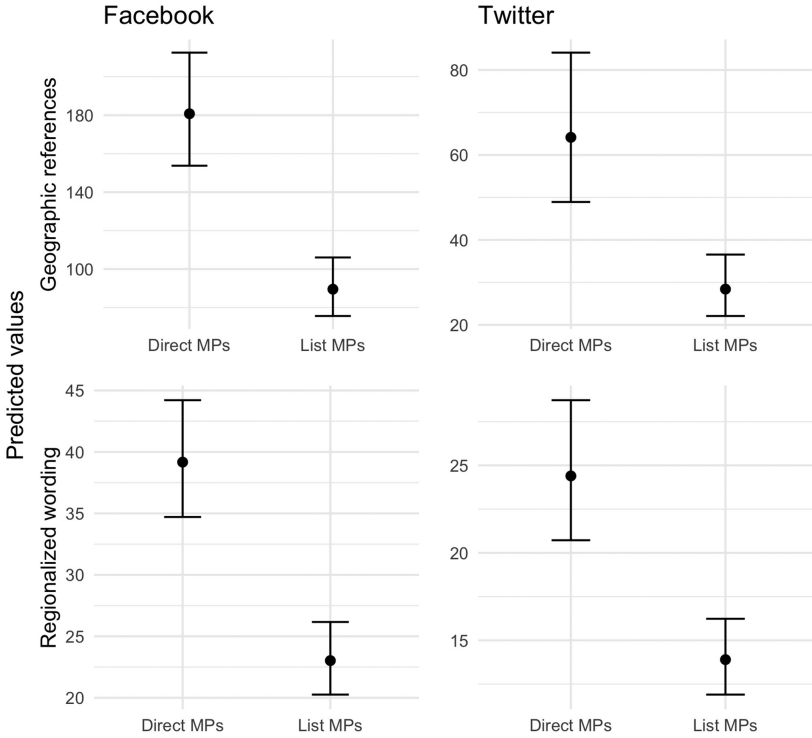 Facebook
Twitter
Predicted values
Geographic references
180
140
100
Direct MPs
List MPs
80
60
40
20
Direct MPs
List MPs
Regionalized wording
45
40
35
30
25
20
Direct MPs
List MPs
25
20
15
Direct MPs
List MPs